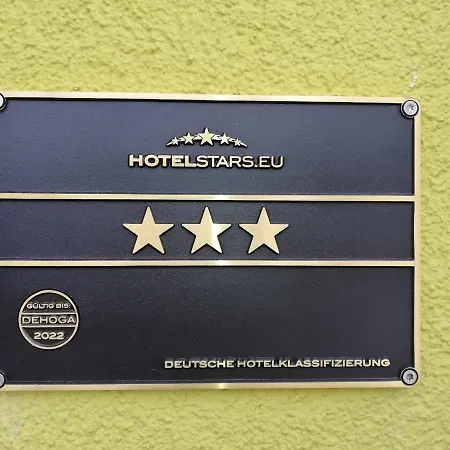 HOTELSTARS.EU
GÜLTIG BIS:
DEHOGA
2022
DEUTSCHE HOTELKLASSIFIZIERUNG